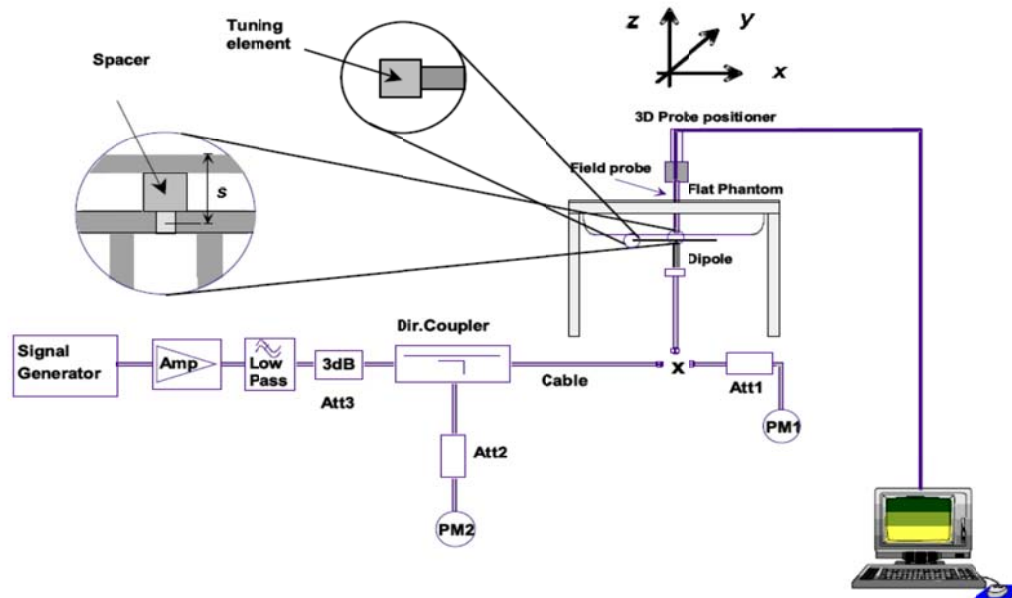 Tuning
element
Spacer
s
z
y
x
3D Probe positioner
Field probe
Flat Phantom
Dipole
Dir.Coupler
Signal
Generator
Amp
Low
Pass
3dB
Att3
Cable
x
Att1
PM1
Att2
PM2